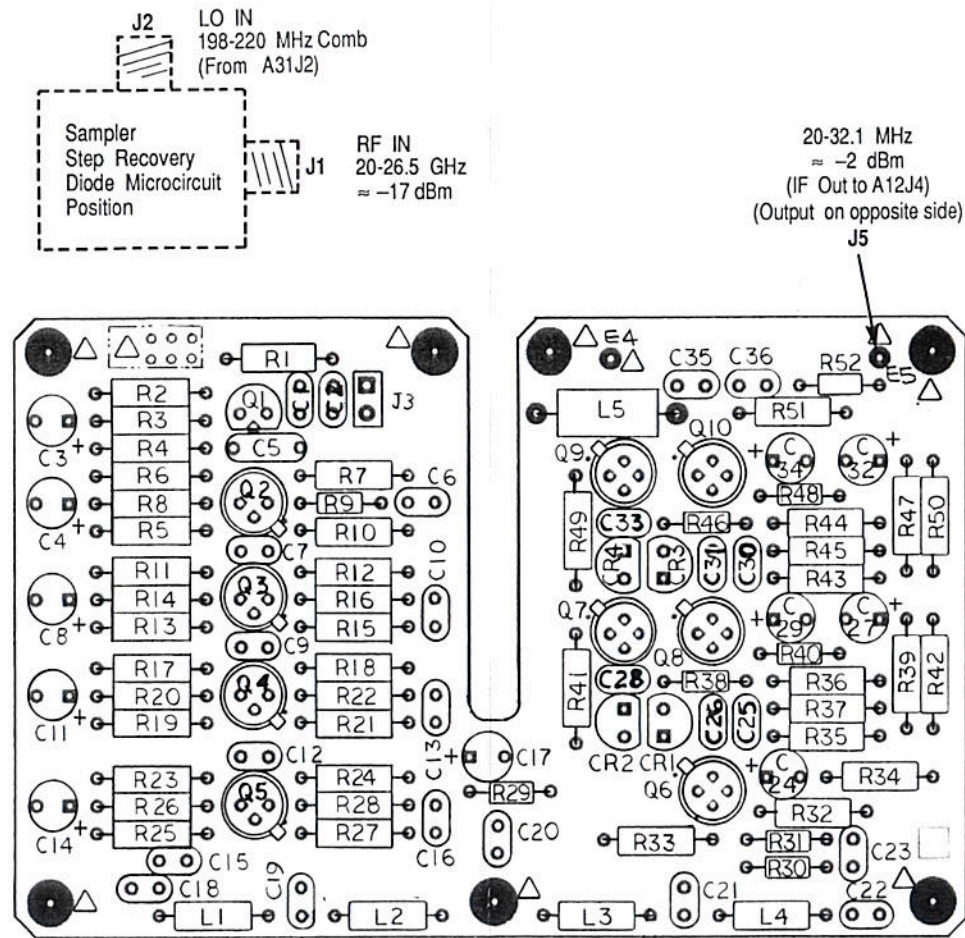 J2
LO IN
198-220 MHz Comb
(From A31J2)
Sampler
Step Recovery
Diode Microcircuit
Position
J1
RF IN
20-26.5 GHz
≈ –17 dBm
20-32.1 MHz
≈ –2 dBm
(IF Out to A12J4)
(Output on opposite side)
J5
R1
R2
R3
R4
R6
R8
R5
C3
+
C4
+
Q1
C1
C2
J3
C5
Q2
R7
R9
R10
C6
C7
R11
R14
R13
C8
+
Q3
R12
R16
R15
C10
C9
R17
R20
R19
C11
+
Q4
R18
R22
R21
C13
C12
R23
R26
R25
C14
+
Q5
R24
R28
R27
C16
C15
C18
C19
L1
L2
+
C17
R29
C20
E4
C35
C36
R52
E5
L5
R51
Q9
Q10
+
C
34
C
32
+
R48
R49
C33
R46
R44
R45
R43
R47
R50
CR4
CR3
C31
C30
Q7
Q8
+
C
29
C
27
+
R40
R41
C28
R38
R36
R37
R35
R39
R42
C26
C25
CR2
CR1
Q6
+
C
24
R34
R32
R33
R31
R30
C23
C21
C22
L3
L4